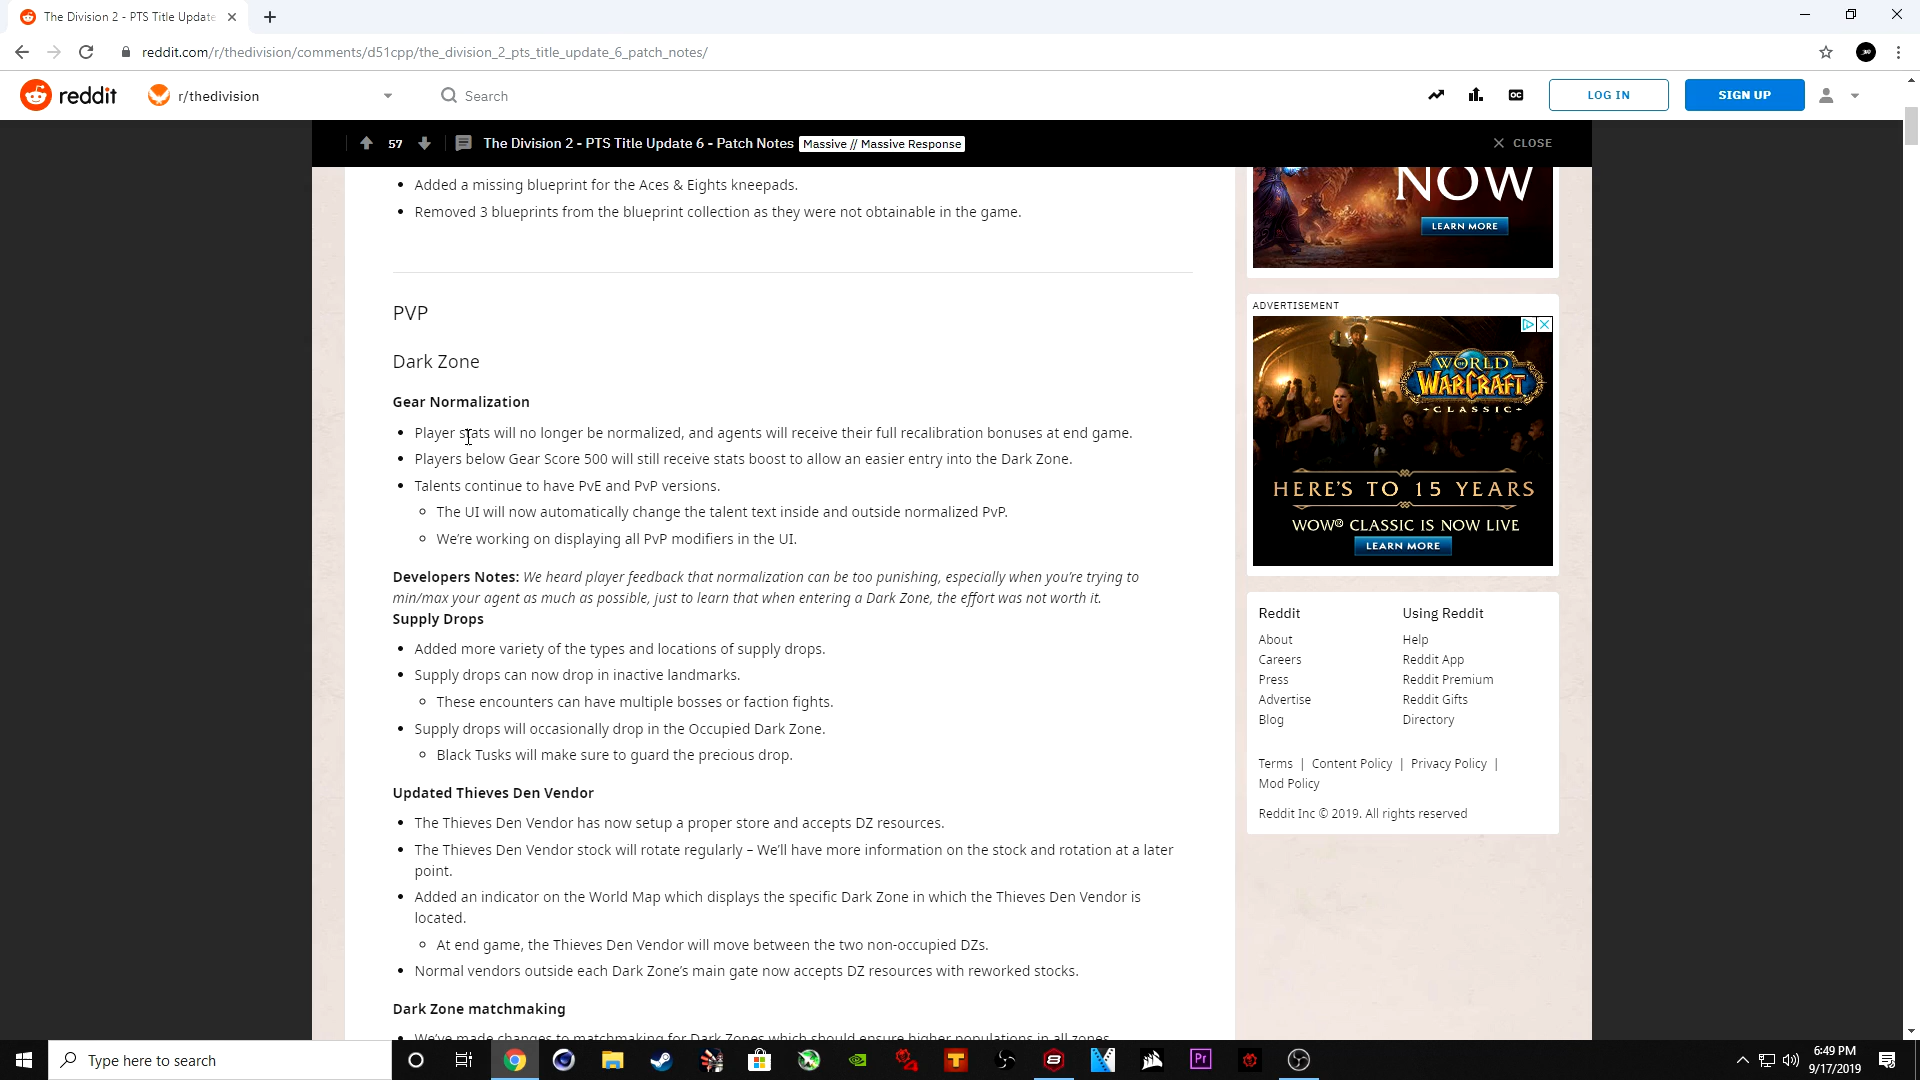 The Division 2 - PTS Title Update
reddit.com/r/thedivision/comments/d51cpp/the_division_2_pts_title_update_6_patch_notes/
reddit
r/thedivision
Search
LOG IN
SIGN UP
57
The Division 2 - PTS Title Update 6 - Patch Notes
Massive // Massive Response
CLOSE
Added a missing blueprint for the Aces & Eights kneepads.
Removed 3 blueprints from the blueprint collection as they were not obtainable in the game.
PVP
Dark Zone
Gear Normalization
Player stats will no longer be normalized, and agents will receive their full recalibration bonuses at end game.
Players below Gear Score 500 will still receive stats boost to allow an easier entry into the Dark Zone.
Talents continue to have PvE and PvP versions.
The UI will now automatically change the talent text inside and outside normalized PvP.
We're working on displaying all PvP modifiers in the UI.
Developers Notes: We heard player feedback that normalization can be too punishing, especially when you're trying to
min/max your agent as much as possible, just to learn that when entering a Dark Zone, the effort was not worth it.
Supply Drops
Added more variety of the types and locations of supply drops.
Supply drops can now drop in inactive landmarks.
These encounters can have multiple bosses or faction fights.
Supply drops will occasionally drop in the Occupied Dark Zone.
Black Tusks will make sure to guard the precious drop.
Updated Thieves Den Vendor
The Thieves Den Vendor has now setup a proper store and accepts DZ resources.
The Thieves Den Vendor stock will rotate regularly – We'll have more information on the stock and rotation at a later
point.
Added an indicator on the World Map which displays the specific Dark Zone in which the Thieves Den Vendor is
located.
At end game, the Thieves Den Vendor will move between the two non-occupied DZs.
Normal vendors outside each Dark Zone's main gate now accepts DZ resources with reworked stocks.
Dark Zone matchmaking
We've made changes to matchmaking for Dark Zones which should ensure higher populations in all zones.
NOW
LEARN MORE
ADVERTISEMENT
WORLD
OF
WARCRAFT
CLASSIC
HERE'S TO 15 YEARS
WOW® CLASSIC IS NOW LIVE
LEARN MORE
Reddit
Using Reddit
About
Help
Careers
Reddit App
Press
Reddit Premium
Advertise
Reddit Gifts
Blog
Directory
Terms | Content Policy | Privacy Policy |
Mod Policy
Reddit Inc © 2019. All rights reserved
Type here to search
Pr
6:49 PM
9/17/2019